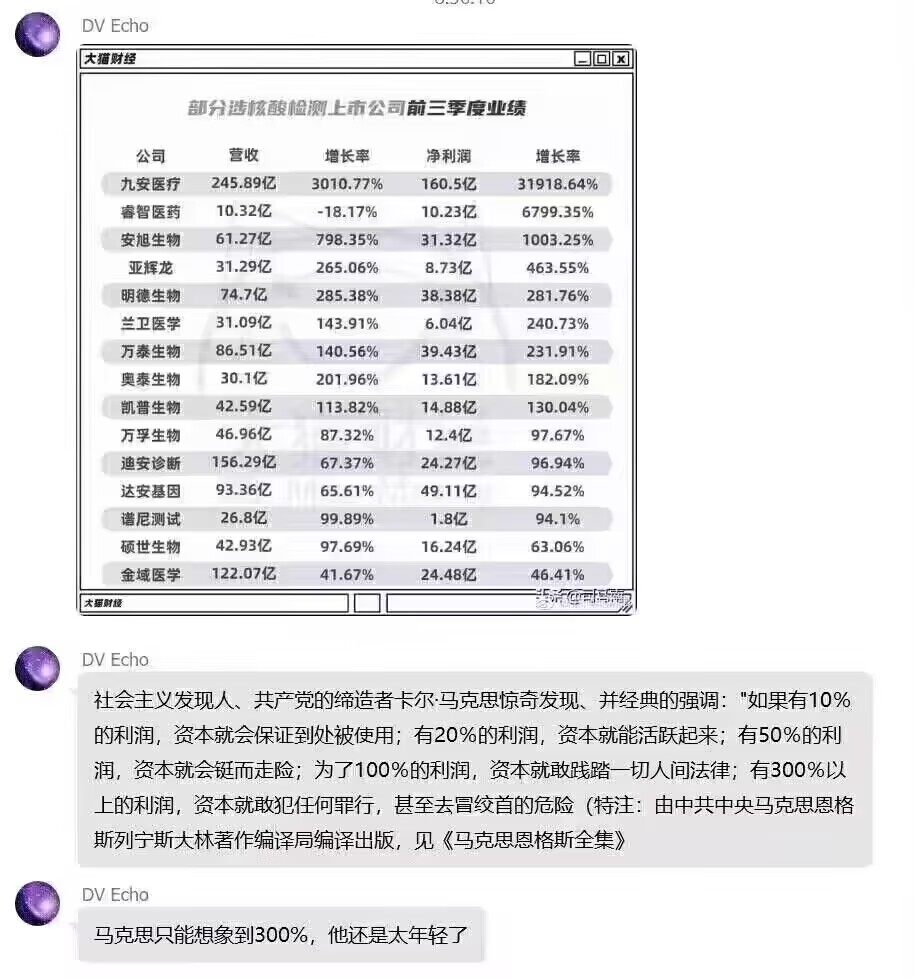 DV Echo
大猫财经
部分涉核酸检测上市公司前三季度业绩
公司 营收 增长率 净利润 增长率
九安医疗 245.89亿 3010.77% 160.5亿 31918.64%
睿智医药 10.32亿 -18.17% 10.23亿 6799.35%
安旭生物 61.27亿 798.35% 31.32亿 1003.25%
亚辉龙 31.29亿 265.06% 8.73亿 463.55%
明德生物 74.7亿 285.38% 38.38亿 281.76%
兰卫医学 31.09亿 143.91% 6.04亿 240.73%
万泰生物 86.51亿 140.56% 39.43亿 231.91%
奥泰生物 30.1亿 201.96% 13.61亿 182.09%
凯普生物 42.59亿 113.82% 14.88亿 130.04%
万孚生物 46.96亿 87.32% 12.4亿 97.67%
迪安诊断 156.29亿 67.37% 24.27亿 96.94%
达安基因 93.36亿 65.61% 49.11亿 94.52%
谱尼测试 26.8亿 99.89% 1.8亿 94.1%
硕世生物 42.93亿 97.69% 16.24亿 63.06%
金域医学 122.07亿 41.67% 24.48亿 46.41%
大猫财经
DV Echo
社会主义发现人、共产党的缔造者卡尔·马克思惊奇发现、并经典的强调："如果有10%
的利润，资本就会保证到处被使用；有20%的利润，资本就能活跃起来；有50%的利
润，资本就会铤而走险；为了100%的利润，资本就敢践踏一切人间法律；有300%以
上的利润，资本就敢犯任何罪行，甚至去冒绞首的危险（特注：由中共中央马克思恩格
斯列宁斯大林著作编译局编译出版，见《马克思恩格斯全集》
DV Echo
马克思只能想象到300%，他还是太年轻了